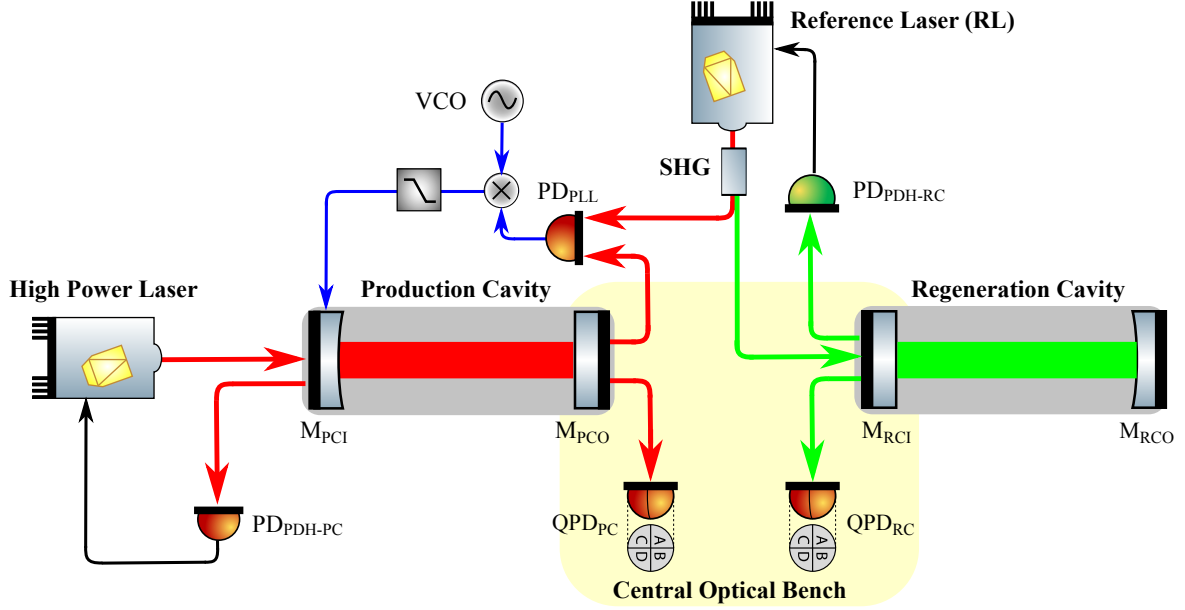 Reference Laser (RL)
VCO
SHG
PD_PLL
PD_PDH-RC
High Power Laser
Production Cavity
Regeneration Cavity
M_PCI
M_PCO
M_RCI
M_RCO
PD_PDH-PC
QPD_PC
A B
C D
QPD_RC
A B
C D
Central Optical Bench